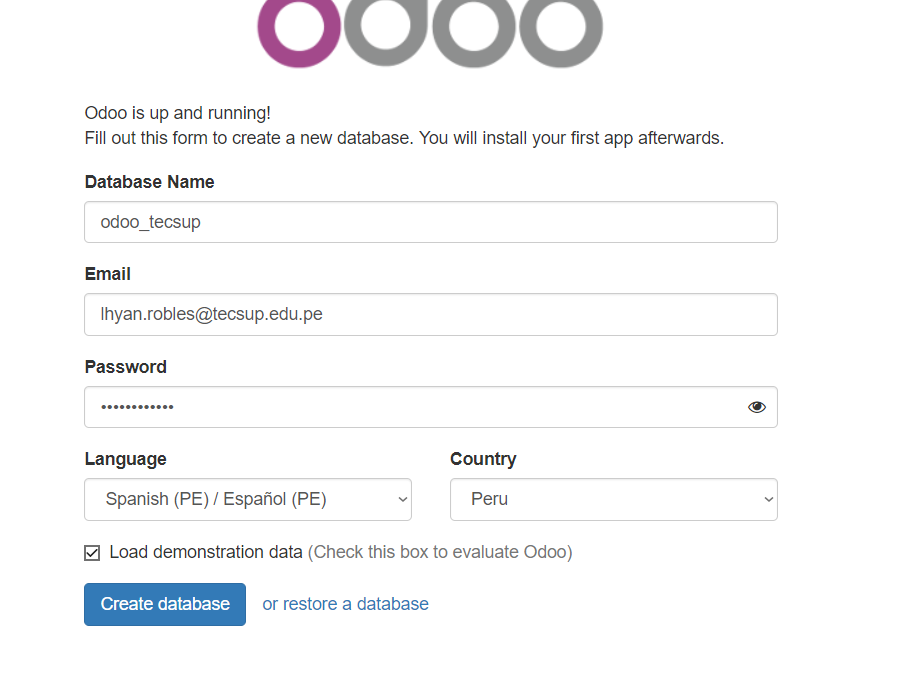 odoo
Odoo is up and running!
Fill out this form to create a new database. You will install your first app afterwards.
Database Name
odoo_tecsup
Email
lhyan.robles@tecsup.edu.pe
Password
••••••••••••
Language Country
Spanish (PE) / Español (PE) Peru
Load demonstration data (Check this box to evaluate Odoo)
Create database or restore a database